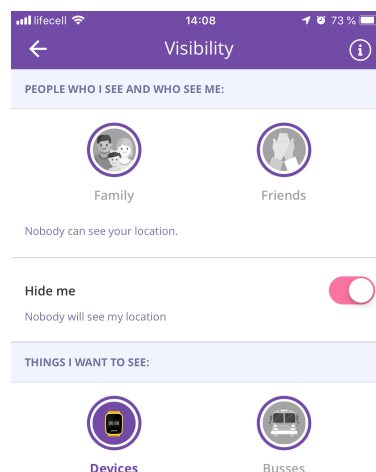 lifecell 14:08 73 %
Visibility
PEOPLE WHO I SEE AND WHO SEE ME:
Family Friends
Nobody can see your location.
Hide me
Nobody will see my location
THINGS I WANT TO SEE:
Devices Busses